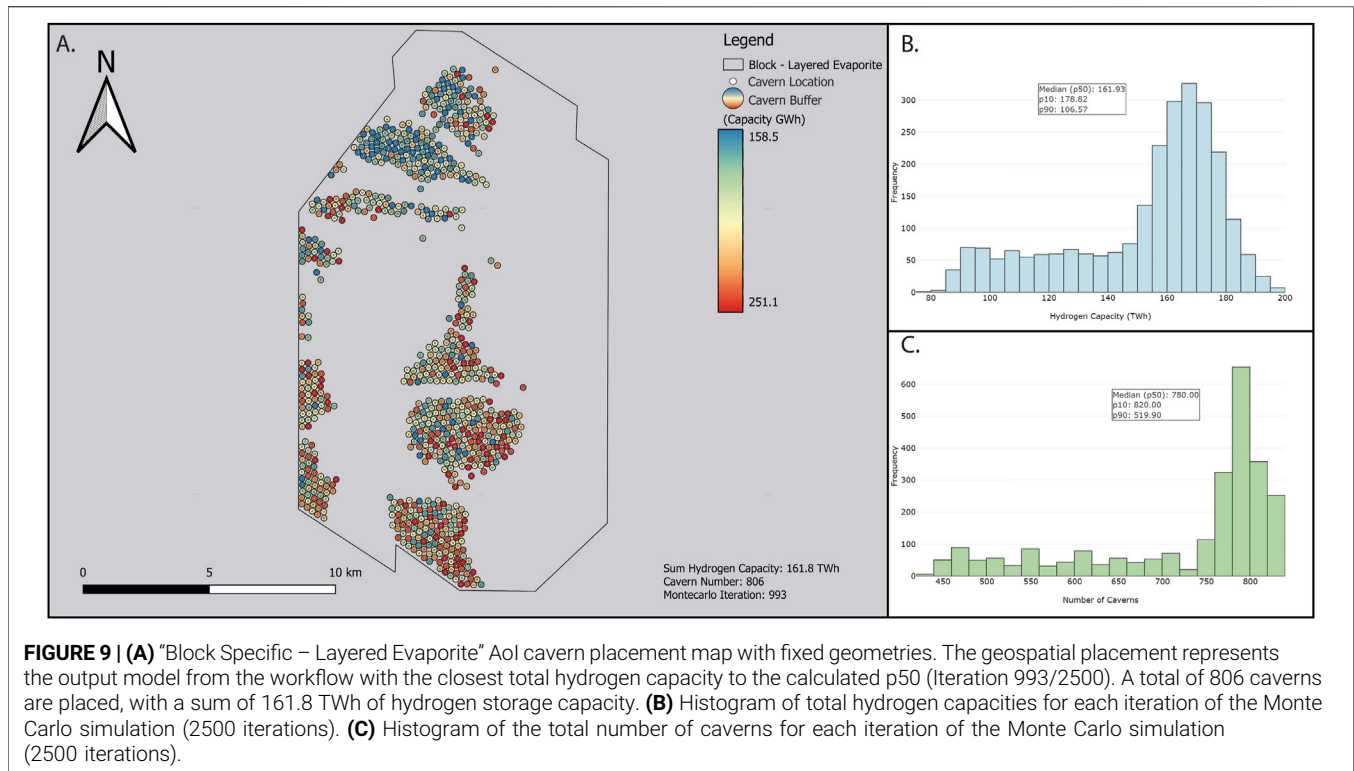 A.
N
Legend
Block - Layered Evaporite
Cavern Location
Cavern Buffer
(Capacity GWh)
158.5
251.1
0 5 10 km
Sum Hydrogen Capacity: 161.8 TWh
Cavern Number: 806
Montecarlo Iteration: 993
B.
Median (p50): 161.93
p10: 178.82
p90: 106.57
300
250
200
150
100
50
0
Frequency
80 100 120 140 160 180 200
Hydrogen Capacity (TWh)
C.
Median (p50): 780.00
p10: 820.00
p90: 519.90
600
500
400
300
200
100
0
Frequency
450 500 550 600 650 700 750 800
Number of Caverns
FIGURE 9 | (A) “Block Specific – Layered Evaporite” AoI cavern placement map with fixed geometries. The geospatial placement represents
the output model from the workflow with the closest total hydrogen capacity to the calculated p50 (Iteration 993/2500). A total of 806 caverns
are placed, with a sum of 161.8 TWh of hydrogen storage capacity. (B) Histogram of total hydrogen capacities for each iteration of the Monte
Carlo simulation (2500 iterations). (C) Histogram of the total number of caverns for each iteration of the Monte Carlo simulation
(2500 iterations).